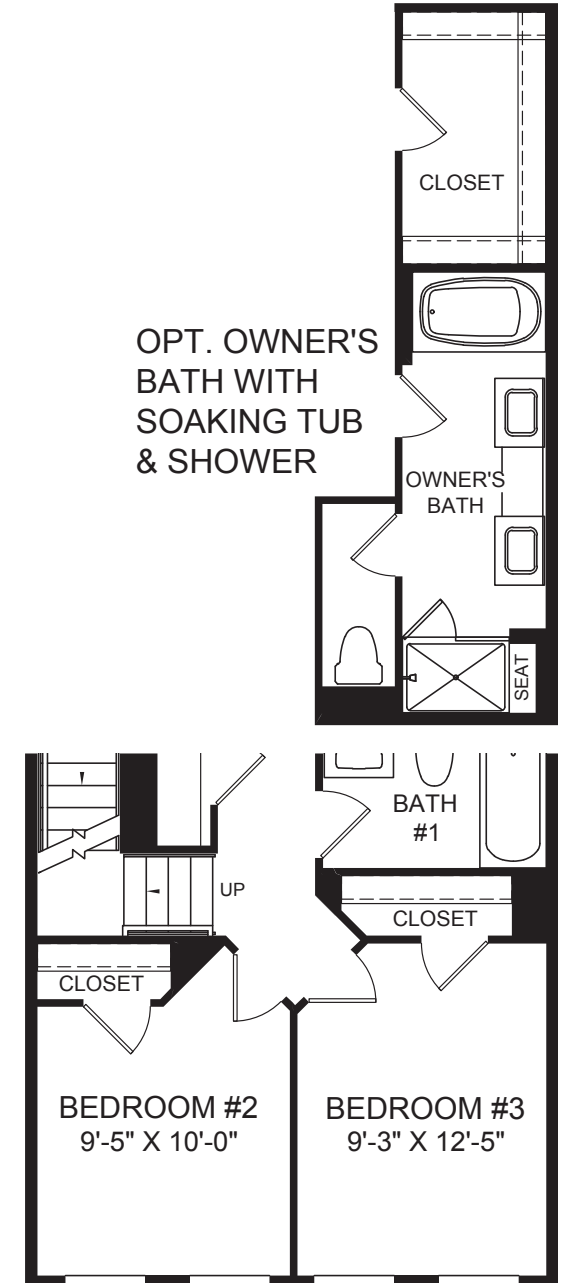 CLOSET
OPT. OWNER'S
BATH WITH
SOAKING TUB
& SHOWER
OWNER'S
BATH
SEAT
BATH
#1
UP
CLOSET
CLOSET
BEDROOM #2
9'-5" X 10'-0"
BEDROOM #3
9'-3" X 12'-5"